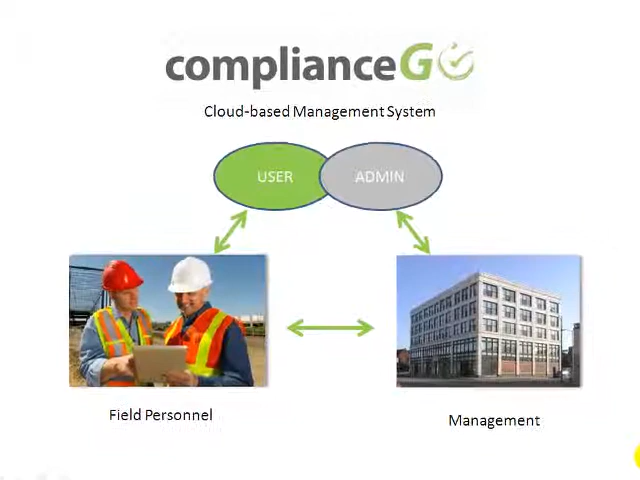 complianceGO
Cloud-based Management System
USER ADMIN
Field Personnel
Management